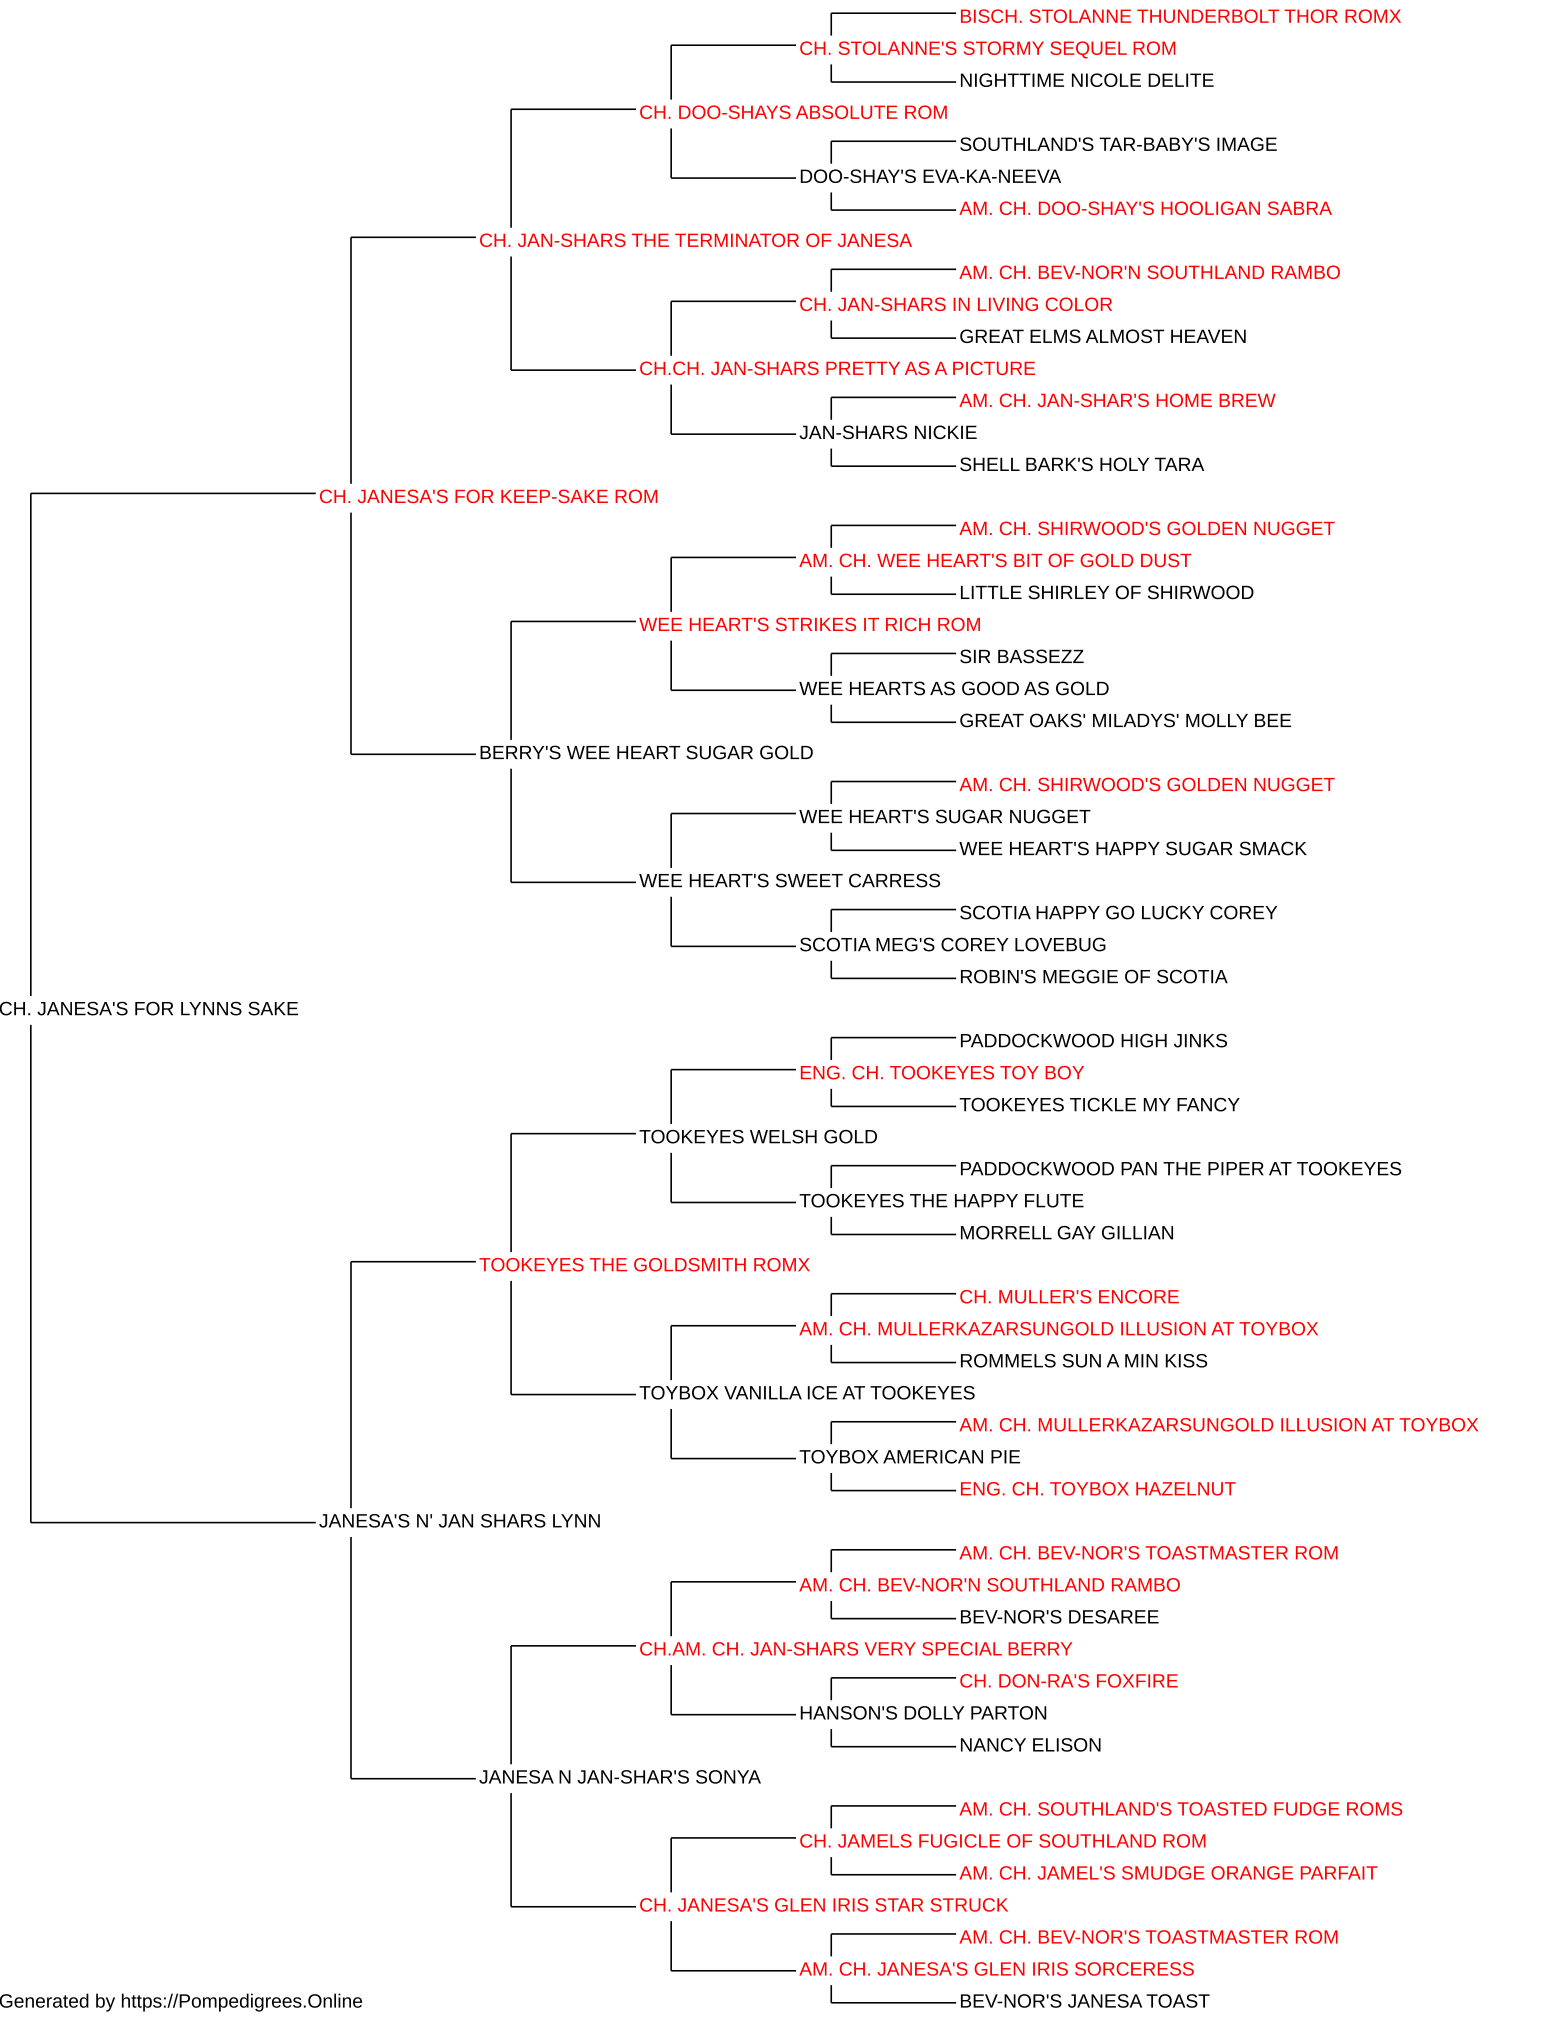 BISCH. STOLANNE THUNDERBOLT THOR ROMX
CH. STOLANNE'S STORMY SEQUEL ROM
NIGHTTIME NICOLE DELITE
CH. DOO-SHAYS ABSOLUTE ROM
SOUTHLAND'S TAR-BABY'S IMAGE
DOO-SHAY'S EVA-KA-NEEVA
AM. CH. DOO-SHAY'S HOOLIGAN SABRA
CH. JAN-SHARS THE TERMINATOR OF JANESA
AM. CH. BEV-NOR'N SOUTHLAND RAMBO
CH. JAN-SHARS IN LIVING COLOR
GREAT ELMS ALMOST HEAVEN
CH.CH. JAN-SHARS PRETTY AS A PICTURE
AM. CH. JAN-SHAR'S HOME BREW
JAN-SHARS NICKIE
SHELL BARK'S HOLY TARA
CH. JANESA'S FOR KEEP-SAKE ROM
AM. CH. SHIRWOOD'S GOLDEN NUGGET
AM. CH. WEE HEART'S BIT OF GOLD DUST
LITTLE SHIRLEY OF SHIRWOOD
WEE HEART'S STRIKES IT RICH ROM
SIR BASSEZZ
WEE HEARTS AS GOOD AS GOLD
GREAT OAKS' MILADYS' MOLLY BEE
BERRY'S WEE HEART SUGAR GOLD
AM. CH. SHIRWOOD'S GOLDEN NUGGET
WEE HEART'S SUGAR NUGGET
WEE HEART'S HAPPY SUGAR SMACK
WEE HEART'S SWEET CARRESS
SCOTIA HAPPY GO LUCKY COREY
SCOTIA MEG'S COREY LOVEBUG
ROBIN'S MEGGIE OF SCOTIA
CH. JANESA'S FOR LYNNS SAKE
PADDOCKWOOD HIGH JINKS
ENG. CH. TOOKEYES TOY BOY
TOOKEYES TICKLE MY FANCY
TOOKEYES WELSH GOLD
PADDOCKWOOD PAN THE PIPER AT TOOKEYES
TOOKEYES THE HAPPY FLUTE
MORRELL GAY GILLIAN
TOOKEYES THE GOLDSMITH ROMX
CH. MULLER'S ENCORE
AM. CH. MULLERKAZARSUNGOLD ILLUSION AT TOYBOX
ROMMELS SUN A MIN KISS
TOYBOX VANILLA ICE AT TOOKEYES
AM. CH. MULLERKAZARSUNGOLD ILLUSION AT TOYBOX
TOYBOX AMERICAN PIE
ENG. CH. TOYBOX HAZELNUT
JANESA'S N' JAN SHARS LYNN
AM. CH. BEV-NOR'S TOASTMASTER ROM
AM. CH. BEV-NOR'N SOUTHLAND RAMBO
BEV-NOR'S DESAREE
CH.AM. CH. JAN-SHARS VERY SPECIAL BERRY
CH. DON-RA'S FOXFIRE
HANSON'S DOLLY PARTON
NANCY ELISON
JANESA N JAN-SHAR'S SONYA
AM. CH. SOUTHLAND'S TOASTED FUDGE ROMS
CH. JAMELS FUGICLE OF SOUTHLAND ROM
AM. CH. JAMEL'S SMUDGE ORANGE PARFAIT
CH. JANESA'S GLEN IRIS STAR STRUCK
AM. CH. BEV-NOR'S TOASTMASTER ROM
AM. CH. JANESA'S GLEN IRIS SORCERESS
BEV-NOR'S JANESA TOAST
Generated by https://Pompedigrees.Online